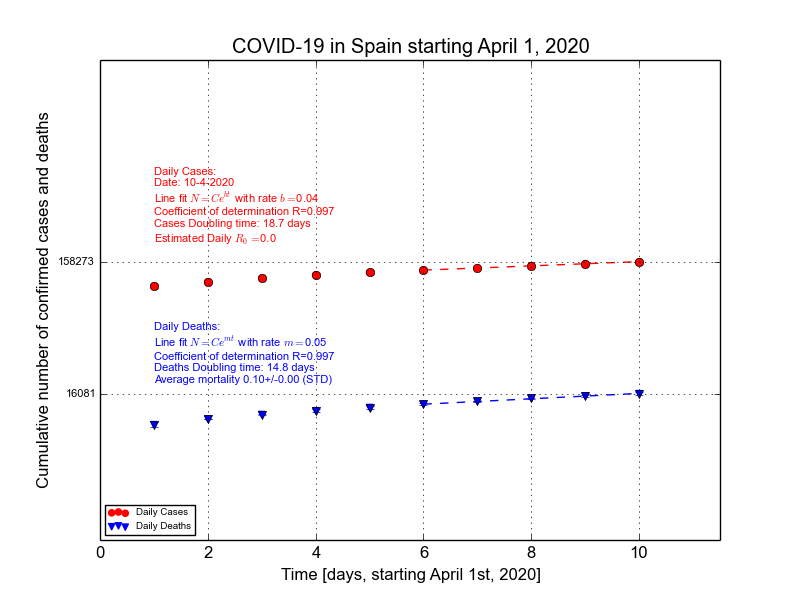 COVID-19 in Spain starting April 1, 2020
Cumulative number of confirmed cases and deaths
Daily Cases:
Date: 10-4-2020
Line fit N=Ce^{bt} with rate b=0.04
Coefficient of determination R=0.997
Cases Doubling time: 18.7 days
Estimated Daily R_0=0.0
158273
Daily Deaths:
Line fit N=Ce^{mt} with rate m=0.05
Coefficient of determination R=0.997
Deaths Doubling time: 14.8 days
Average mortality 0.10+/-0.00 (STD)
16081
Daily Cases
Daily Deaths
0 2 4 6 8 10
Time [days, starting April 1st, 2020]